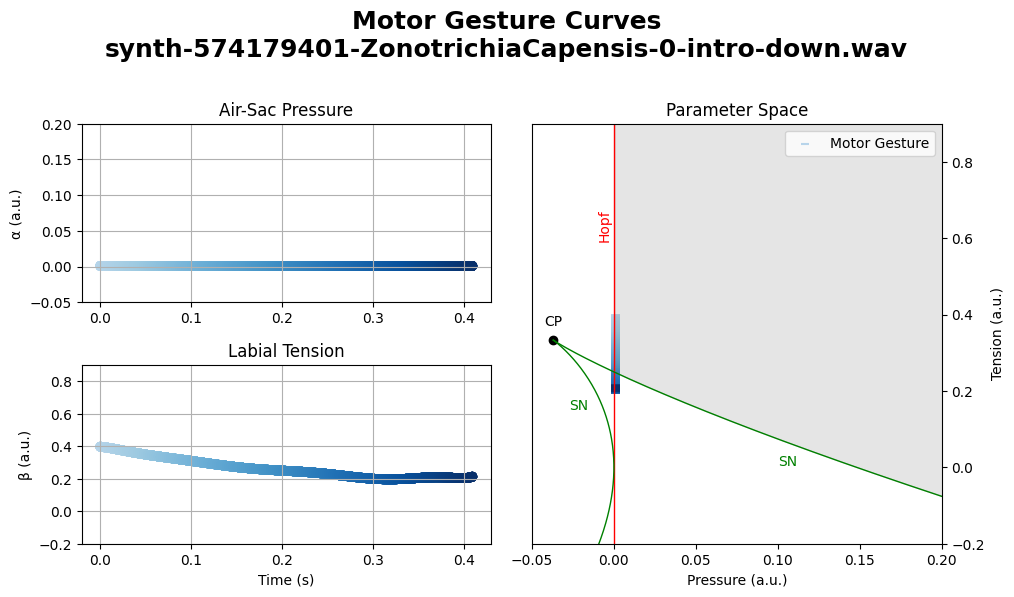 Motor Gesture Curves
synth-574179401-ZonotrichiaCapensis-0-intro-down.wav
Air-Sac Pressure
α (a.u.)
0.20
0.15
0.10
0.05
0.00
−0.05
0.0 0.1 0.2 0.3 0.4
Labial Tension
β (a.u.)
0.8
0.6
0.4
0.2
0.0
−0.2
0.0 0.1 0.2 0.3 0.4
Time (s)
Parameter Space
Motor Gesture
Hopf
CP
SN
SN
0.8
0.6
0.4
0.2
0.0
−0.2
Tension (a.u.)
−0.05 0.00 0.05 0.10 0.15 0.20
Pressure (a.u.)